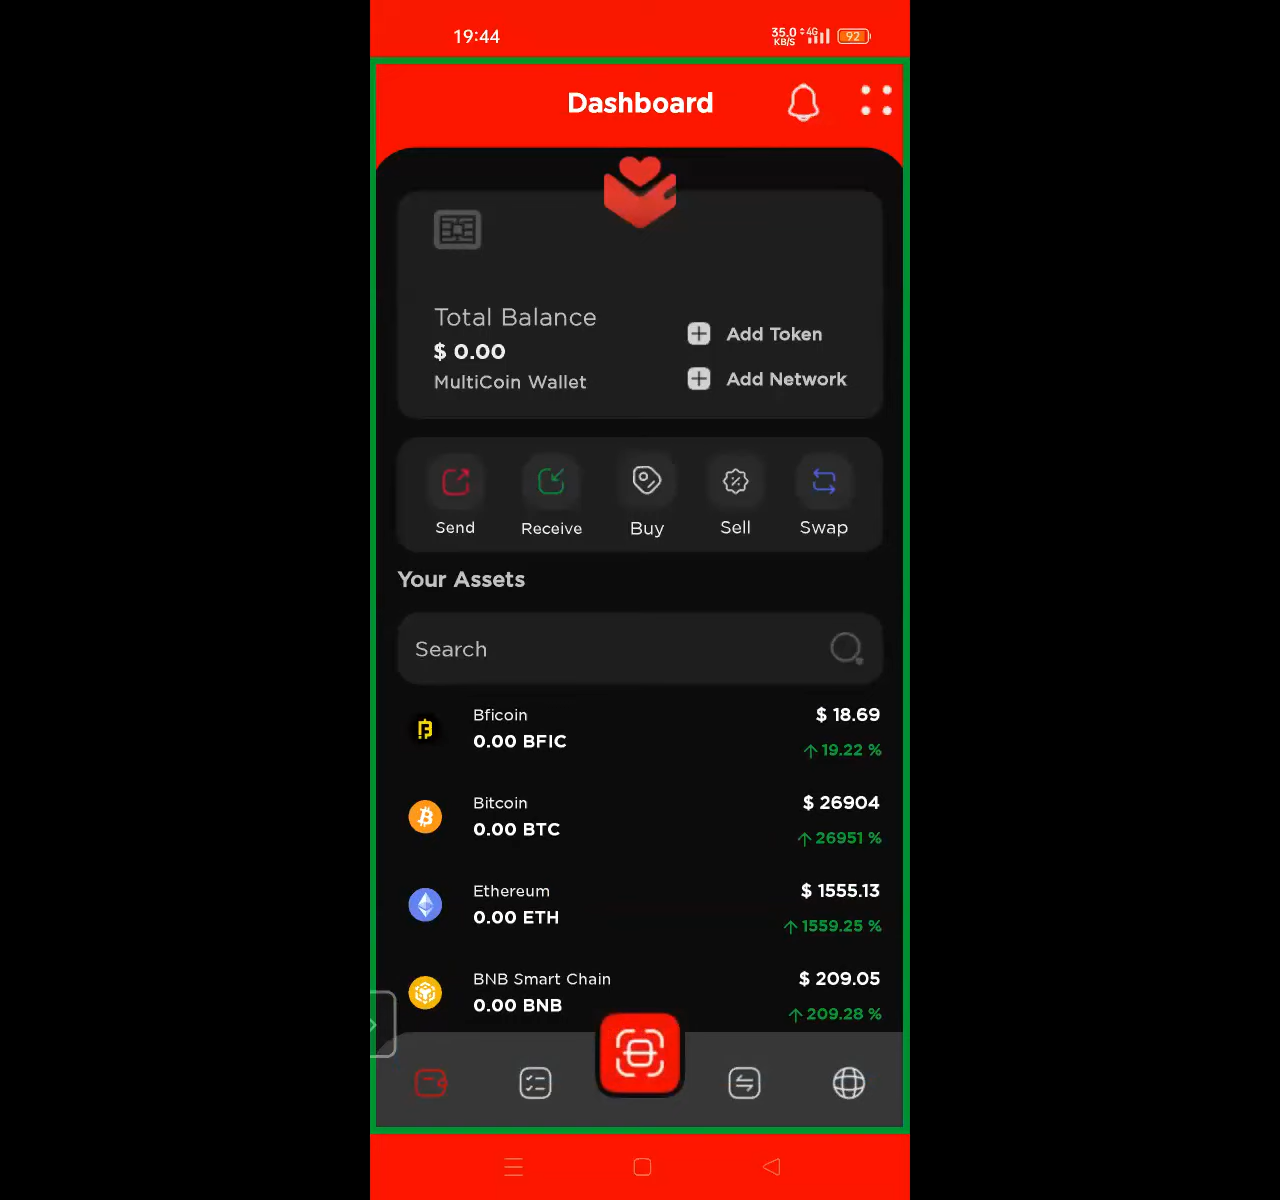 19:44
35.0 KB/S 4G 92
Dashboard
Total Balance
$ 0.00
MultiCoin Wallet
Add Token
Add Network
Send
Receive
Buy
Sell
Swap
Your Assets
Search
Bficoin
$ 18.69
0.00 BFIC
↑ 19.22 %
Bitcoin
$ 26904
0.00 BTC
↑ 26951 %
Ethereum
$ 1555.13
0.00 ETH
↑ 1559.25 %
BNB Smart Chain
$ 209.05
0.00 BNB
↑ 209.28 %